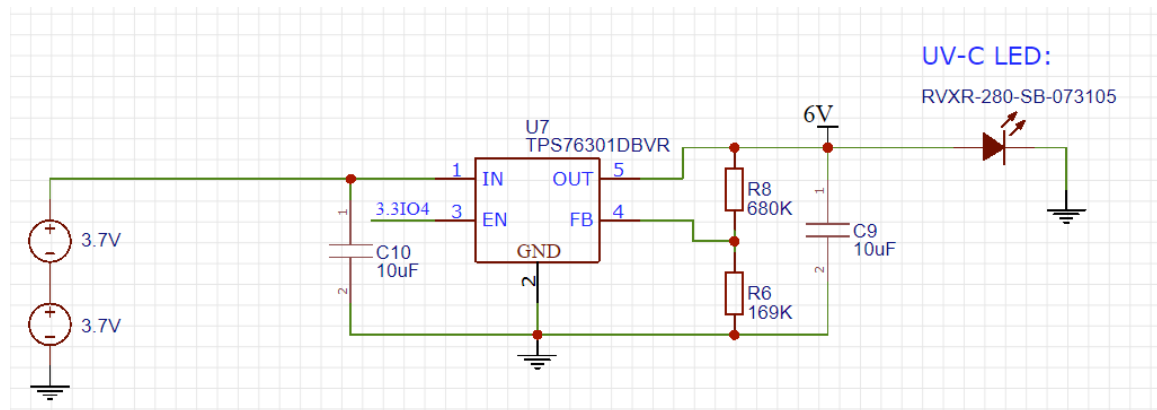 UV-C LED:
RVXR-280-SB-073105
6V
U7
TPS76301DBVR
1 IN OUT 5
3.3IO4 3 EN FB 4
GND
2
R8
680K
R6
169K
1
C9
10uF
2
1
C10
10uF
2
3.7V
3.7V